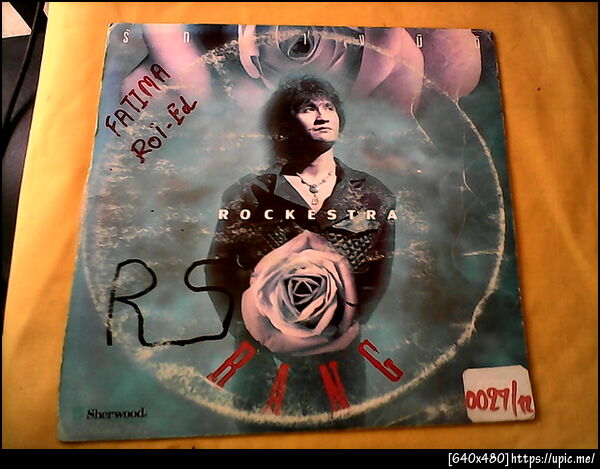 FATIMA
Roi-Ed
ROCKESTRA
RS
RANG
Sherwood
0027/12
[640x480]https://upic.me/